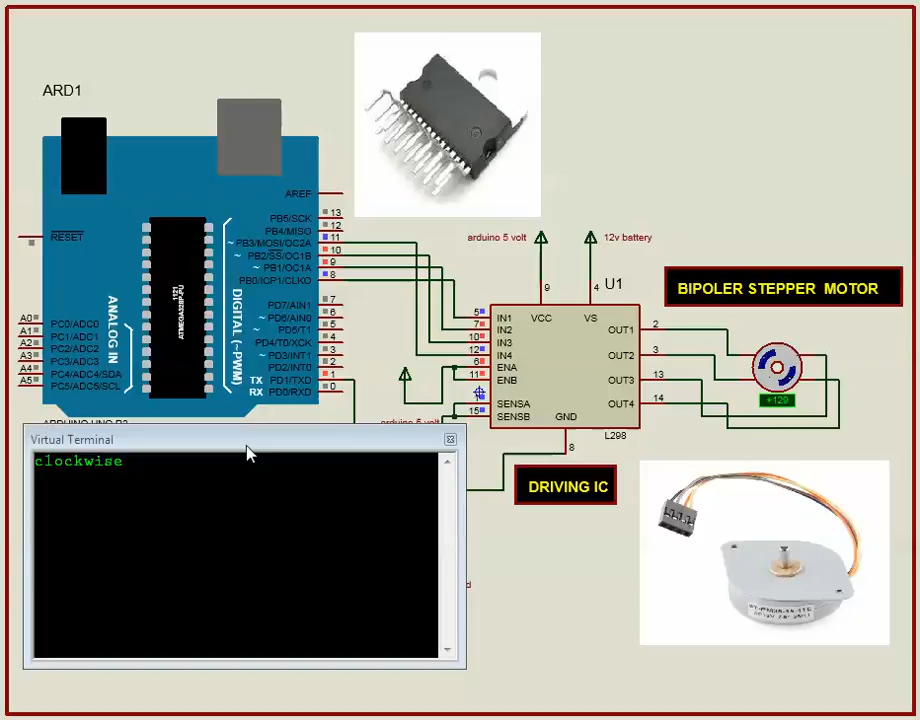 ARD1
AREF
RESET
PB5/SCK 13
PB4/MISO 12
~ PB3/MOSI/OC2A 11
~ PB2/SS/OC1B 10
~ PB1/OC1A 9
PB0/ICP1/CLKO 8
PD7/AIN1 7
~ PD6/AIN0 6
~ PD5/T1 5
PD4/T0/XCK 4
~ PD3/INT1 3
PD2/INT0 2
TX PD1/TXD 1
RX PD0/RXD 0
DIGITAL (~PWM)
ANALOG IN
1121
ATMEGA328P-PU
A0 PC0/ADC0
A1 PC1/ADC1
A2 PC2/ADC2
A3 PC3/ADC3
A4 PC4/ADC4/SDA
A5 PC5/ADC5/SCL
arduino 5 volt
12v battery
U1
9
4
BIPOLER STEPPER MOTOR
5 IN1
7 IN2
10 IN3
12 IN4
6 ENA
11 ENB
SENSA
15 SENSB
VCC
VS
GND
OUT1 2
OUT2 3
OUT3 13
OUT4 14
8
L298
+129
arduino 5 volt
DRIVING IC
Virtual Terminal
clockwise